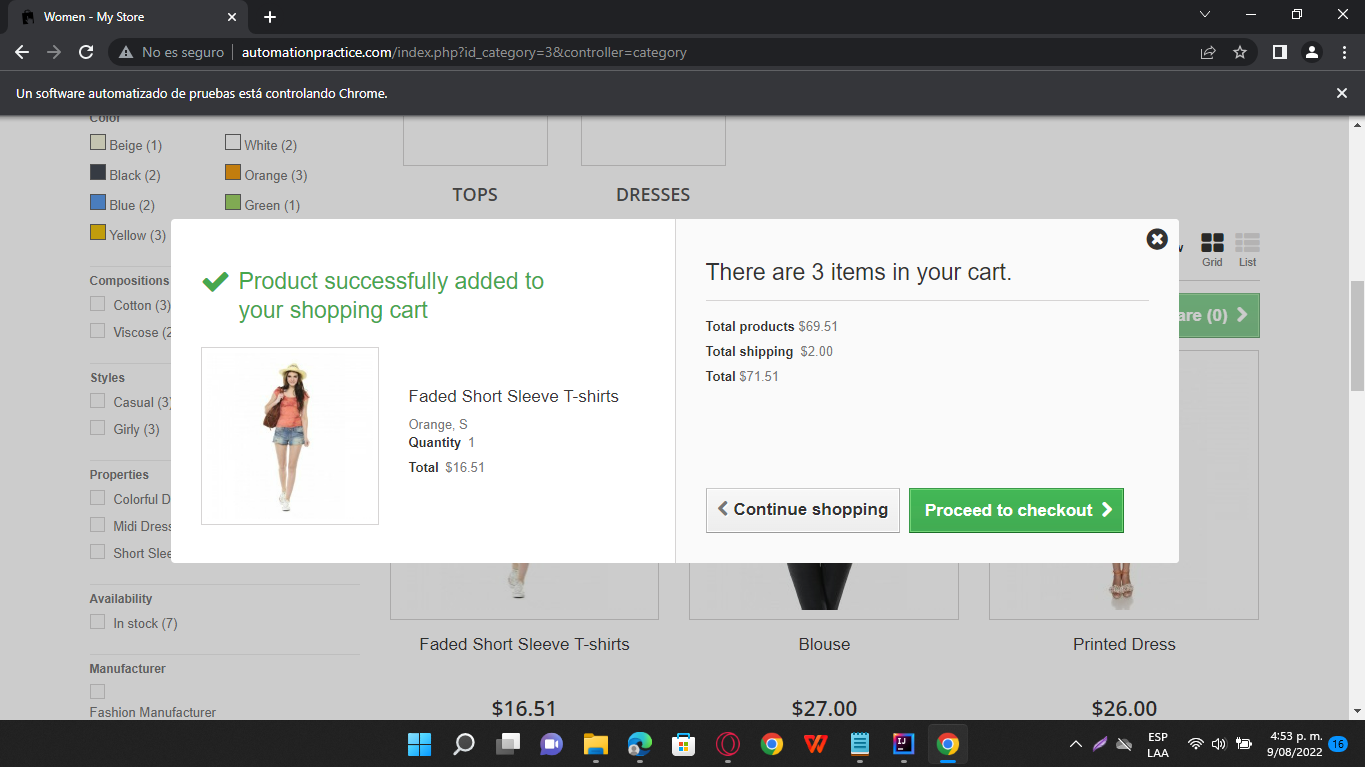 Women - My Store
No es seguro
automationpractice.com/index.php?id_category=3&controller=category
Un software automatizado de pruebas está controlando Chrome.
Color
Beige (1)
White (2)
Black (2)
Orange (3)
Blue (2)
Green (1)
Yellow (3)
TOPS
DRESSES
Grid
List
Compositions
Cotton (3)
Viscose (2
Styles
Casual (3)
Girly (3)
Properties
Colorful D
Midi Dress
Short Slee
Availability
In stock (7)
Manufacturer
Fashion Manufacturer
Product successfully added to
your shopping cart
Faded Short Sleeve T-shirts
Orange, S
Quantity 1
Total $16.51
There are 3 items in your cart.
Total products $69.51
Total shipping $2.00
Total $71.51
Continue shopping
Proceed to checkout
are (0)
Faded Short Sleeve T-shirts
Blouse
Printed Dress
$16.51
$27.00
$26.00
ESP
LAA
4:53 p. m.
9/08/2022
16